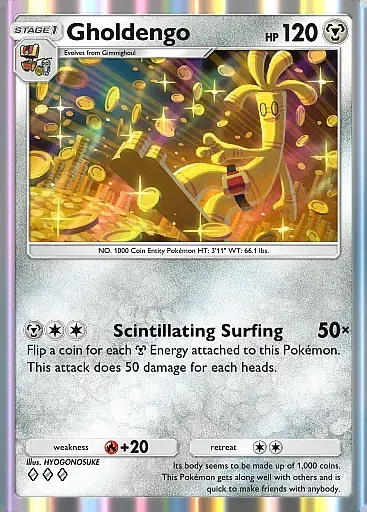 STAGE 1
Gholdengo
HP 120
Evolves from Gimmighoul
NO. 1000 Coin Entity Pokémon HT: 3'11" WT: 66.1 lbs.
Scintillating Surfing 50×
Flip a coin for each Energy attached to this Pokémon.
This attack does 50 damage for each heads.
weakness +20 retreat
Illus. HYOGONOSUKE
Its body seems to be made up of 1,000 coins.
This Pokémon gets along well with others and is
quick to make friends with anybody.